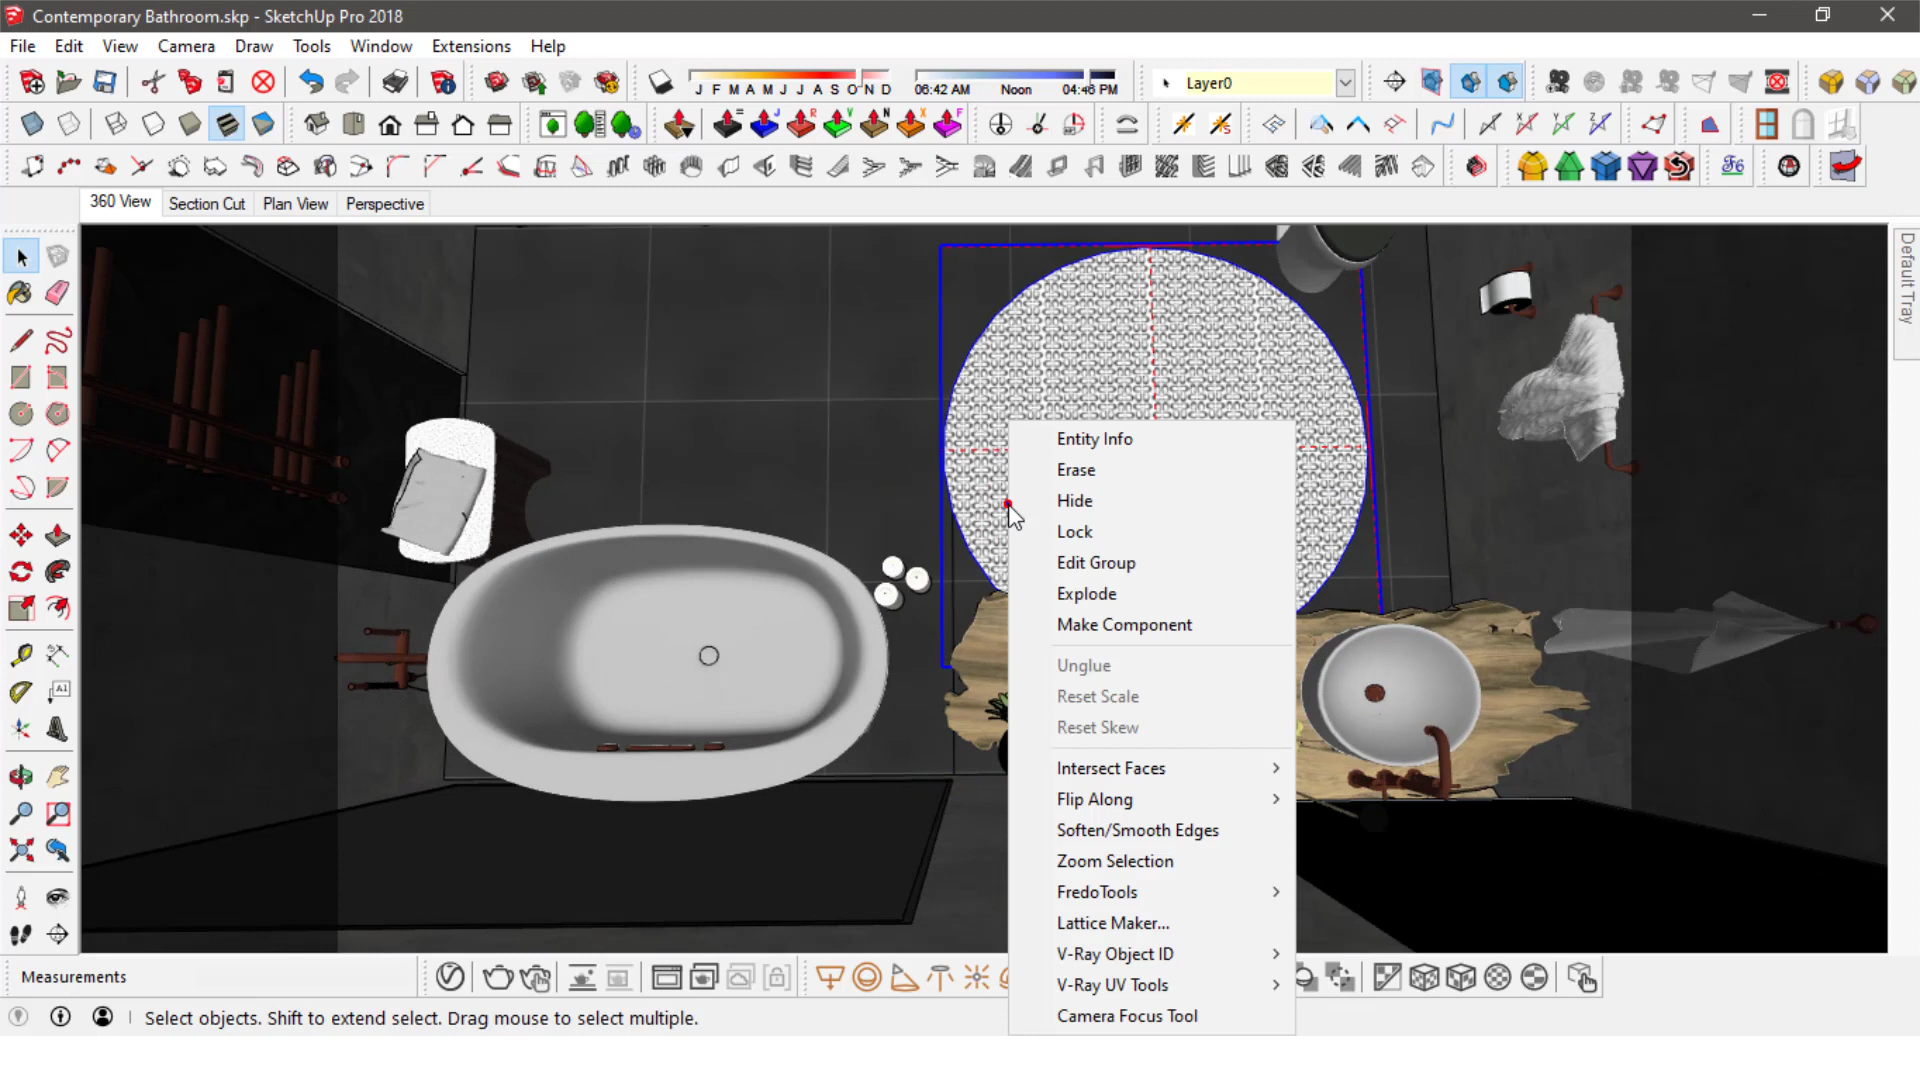 Contemporary Bathroom.skp - SketchUp Pro 2018
File Edit View Camera Draw Tools Window Extensions Help
J F M A M J J A S O N D 06:42 AM Noon 04:46 PM Layer0
360 View Section Cut Plan View Perspective
Default Tray
Entity Info
Erase
Hide
Lock
Edit Group
Explode
Make Component
Unglue
Reset Scale
Reset Skew
Intersect Faces
Flip Along
Soften/Smooth Edges
Zoom Selection
FredoTools
Lattice Maker...
V-Ray Object ID
V-Ray UV Tools
Camera Focus Tool
Measurements
Select objects. Shift to extend select. Drag mouse to select multiple.